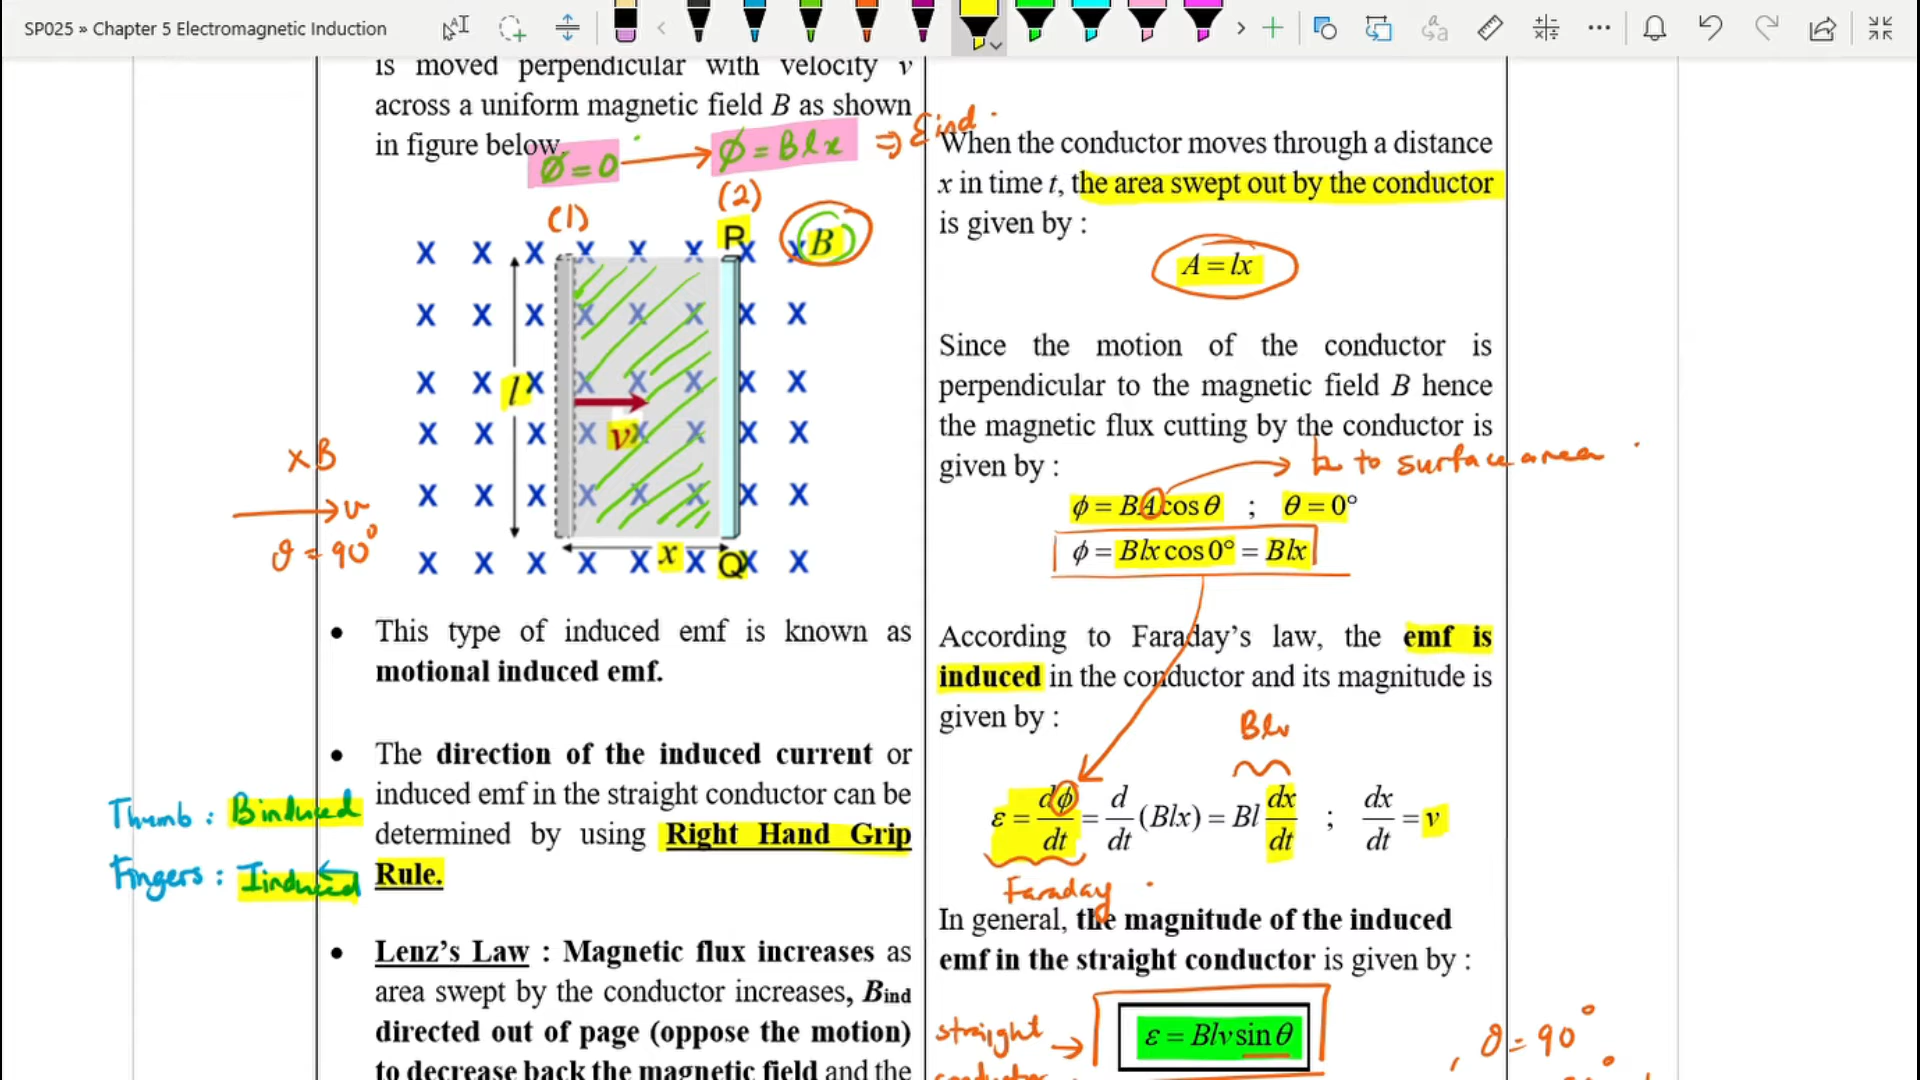 SP025 » Chapter 5 Electromagnetic Induction
is moved perpendicular with velocity v
across a uniform magnetic field B as shown
in figure below.
ϕ = 0 → ϕ = Blx ⇒ εind.
(1)
(2)
X X X X X X P X X B
X X X X X X X X
X X l X X X X X X
X X X X v X X X X
X X X X X X X X
X X X X X x X Q X X
x B
→ v
θ = 90°
• This type of induced emf is known as
motional induced emf.
• The direction of the induced current or
induced emf in the straight conductor can be
determined by using Right Hand Grip
Rule.
Thumb : B induced
Fingers : I induced
• Lenz's Law : Magnetic flux increases as
area swept by the conductor increases, Bind
directed out of page (oppose the motion)
to decrease back the magnetic field and the
When the conductor moves through a distance
x in time t, the area swept out by the conductor
is given by :
A = lx
Since the motion of the conductor is
perpendicular to the magnetic field B hence
the magnetic flux cutting by the conductor is
given by :
to surface area
ϕ = BA cos θ ; θ = 0°
ϕ = Blx cos 0° = Blx
According to Faraday's law, the emf is
induced in the conductor and its magnitude is
given by :
Blv
ε = dϕ/dt = d/dt (Blx) = Bl dx/dt ; dx/dt = v
Faraday
In general, the magnitude of the induced
emf in the straight conductor is given by :
straight →
ε = Blv sin θ
, θ = 90°